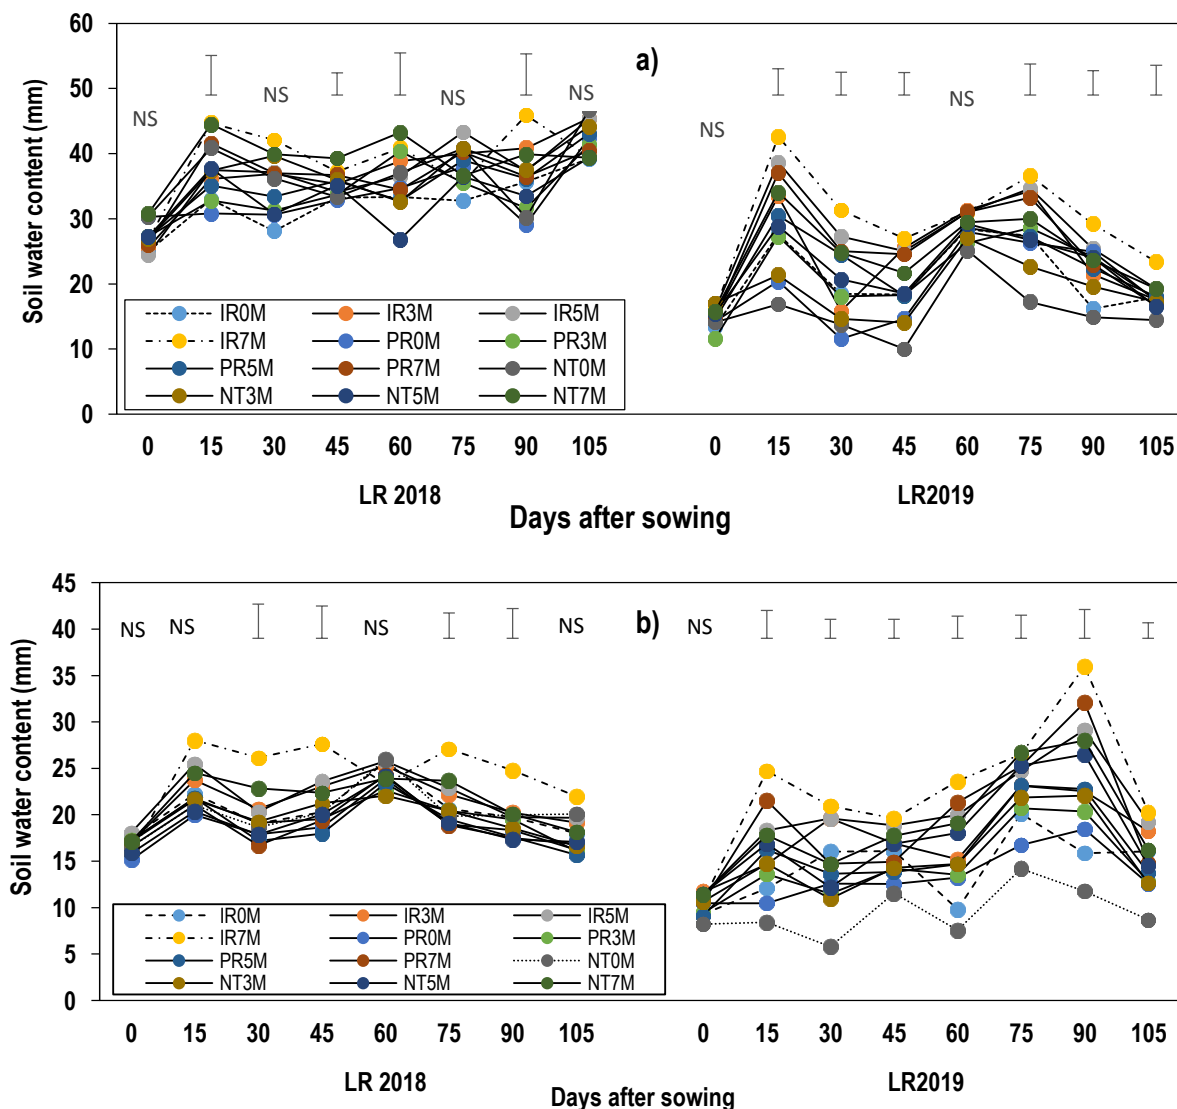 60
50
40
30
20
10
0
Soil water content (mm)
a)
NS
NS
NS
NS
NS
NS
IR0M IR3M IR5M
IR7M PR0M PR3M
PR5M PR7M NT0M
NT3M NT5M NT7M
0 15 30 45 60 75 90 105 0 15 30 45 60 75 90 105
LR 2018 LR2019
Days after sowing
45
40
35
30
25
20
15
10
5
0
Soil water content (mm)
b)
NS NS NS NS NS
IR0M IR3M IR5M
IR7M PR0M PR3M
PR5M PR7M NT0M
NT3M NT5M NT7M
0 15 30 45 60 75 90 105 0 15 30 45 60 75 90 105
LR 2018 LR2019
Days after sowing